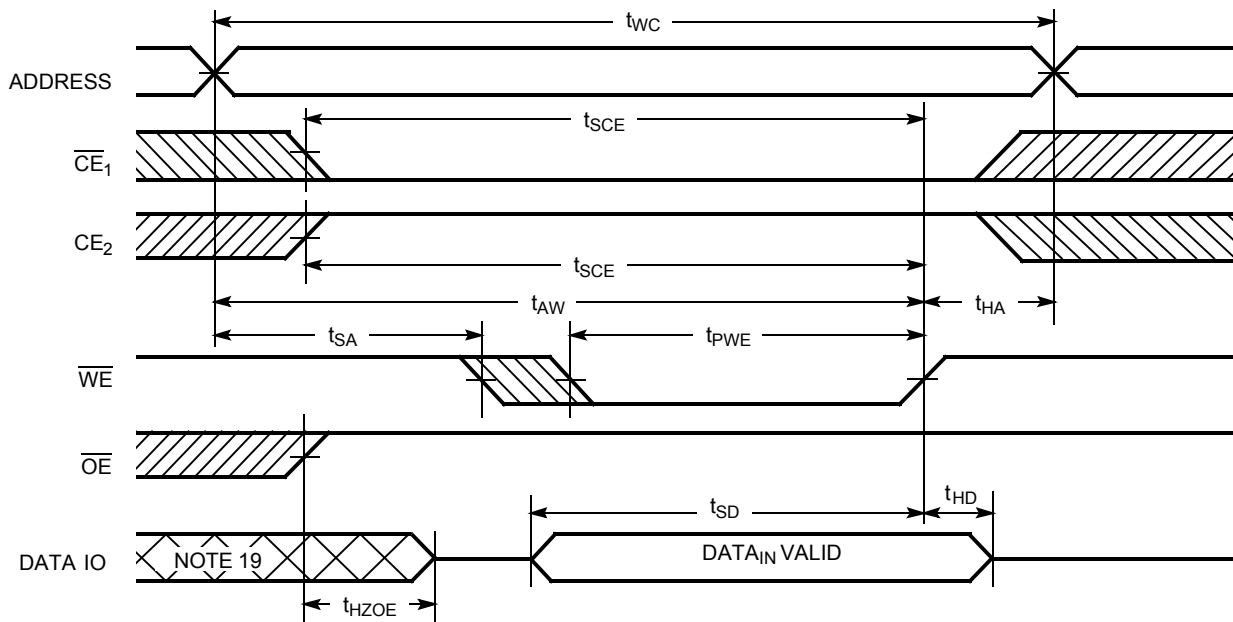 tWC
ADDRESS
tSCE
CE1
CE2
tSCE
tAW
tHA
tSA
tPWE
WE
OE
tSD
tHD
DATA IO
NOTE 19
DATAIN VALID
tHZOE